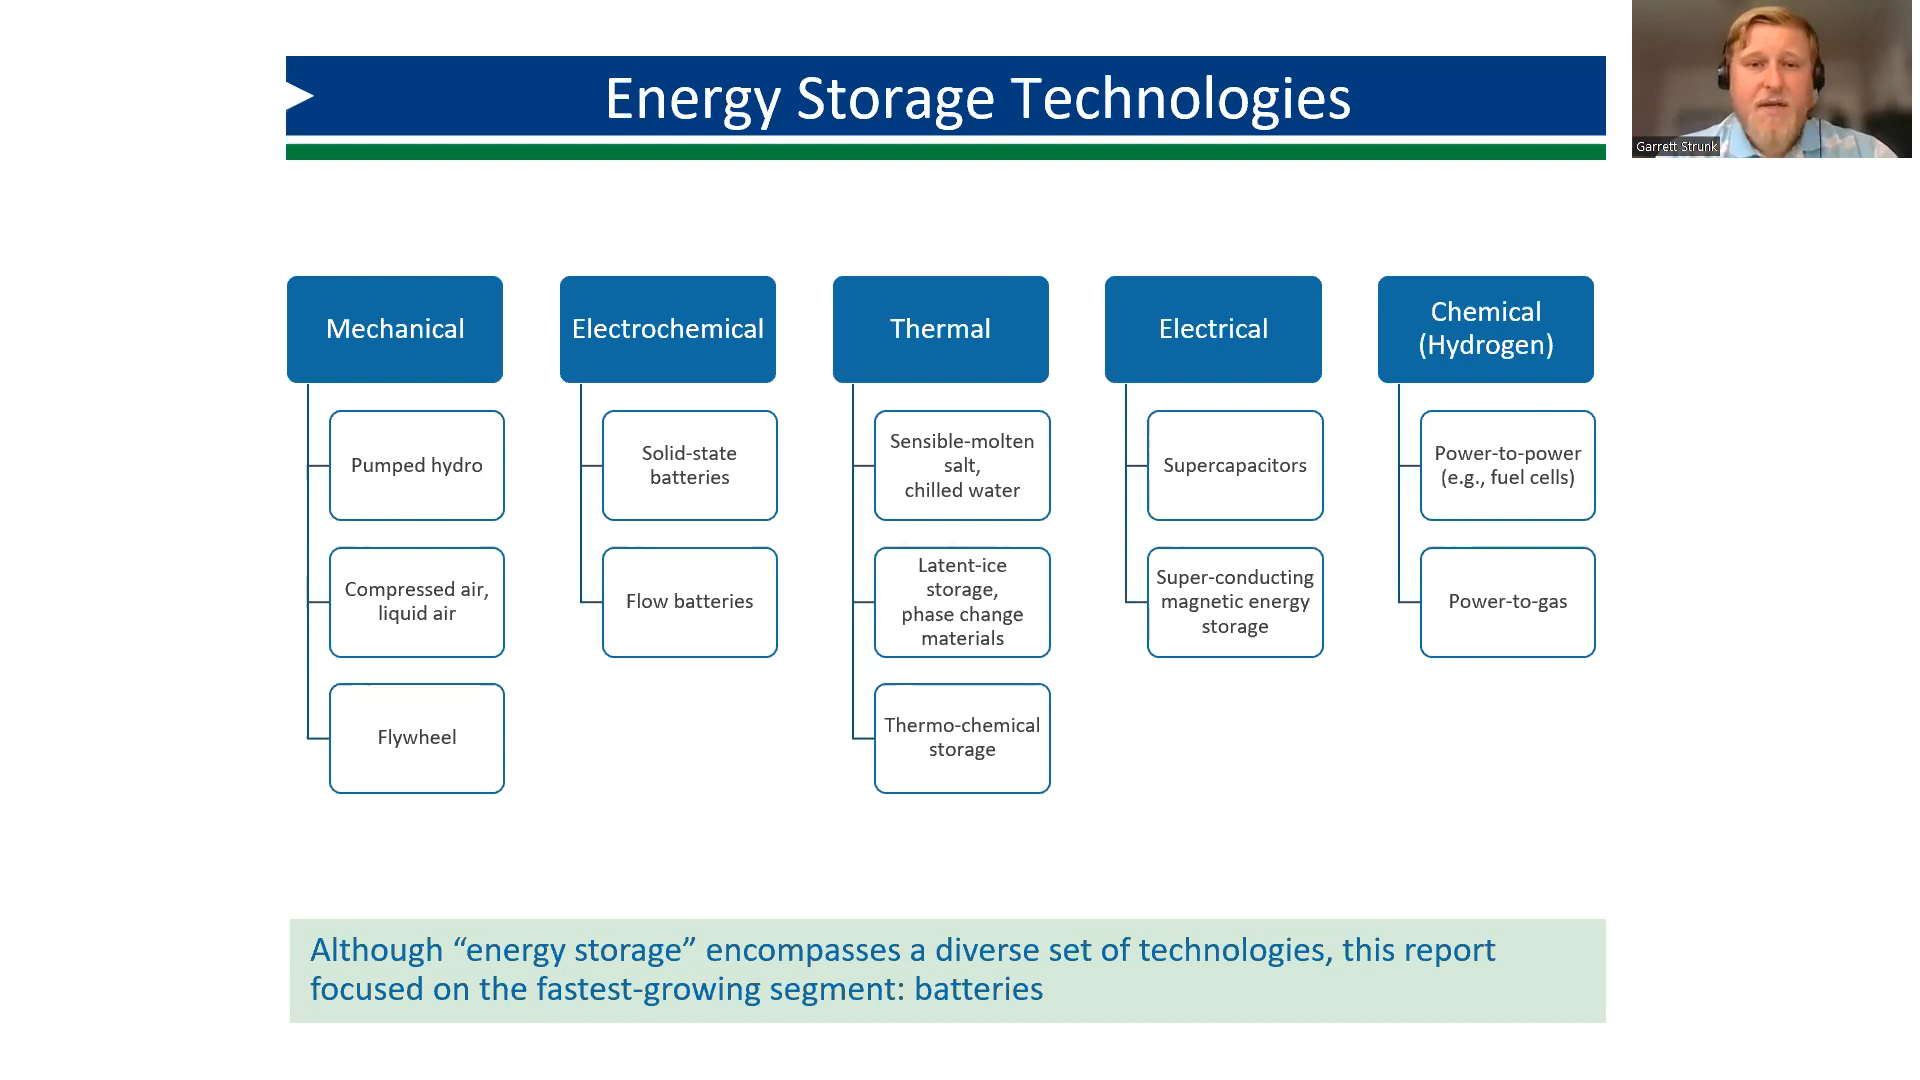 Energy Storage Technologies
Garrett Strunk
Mechanical
Pumped hydro
Compressed air,
liquid air
Flywheel
Electrochemical
Solid-state
batteries
Flow batteries
Thermal
Sensible-molten
salt,
chilled water
Latent-ice
storage,
phase change
materials
Thermo-chemical
storage
Electrical
Supercapacitors
Super-conducting
magnetic energy
storage
Chemical
(Hydrogen)
Power-to-power
(e.g., fuel cells)
Power-to-gas
Although “energy storage” encompasses a diverse set of technologies, this report
focused on the fastest-growing segment: batteries